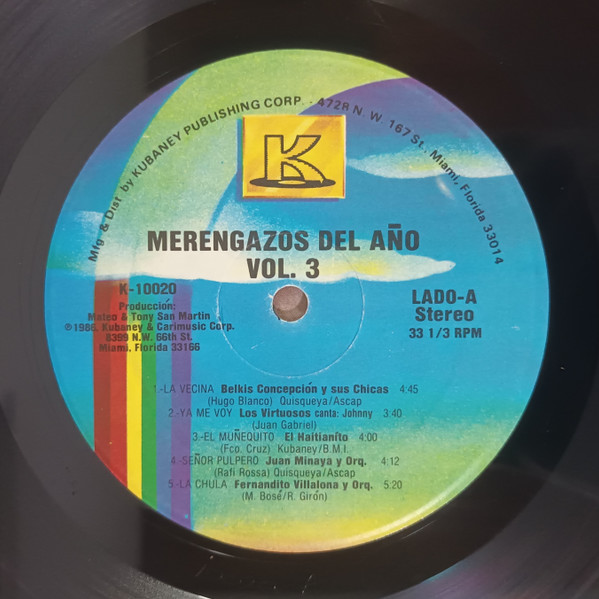 Mfg & Dist by KUBANEY PUBLISHING CORP. - 472R N. W. 167 St. Miami, Florida 33014
K
MERENGAZOS DEL AÑO
VOL. 3
K-10020
Producción:
Mateo & Tony San Martin
℗1986, Kubaney & Carimusic Corp.
8399 N.W. 66th St.
Miami, Florida 33166
LADO-A
Stereo
33 1/3 RPM
1.-LA VECINA Belkis Concepción y sus Chicas 4:45
(Hugo Blanco) Quisqueya/Ascap
2.-YA ME VOY Los Virtuosos canta: Johnny 3:40
(Juan Gabriel)
3.-EL MUÑEQUITO El Haitianíto 4:00
(Fco. Cruz) Kubaney/B.M.I.
4.-SEÑOR PULPERO Juan Minaya y Orq. 4:12
(Rafi Rossa) Quisqueya/Ascap
5.-LA CHULA Fernandito Villalona y Orq. 5:20
(M. Bosé/R. Girón)